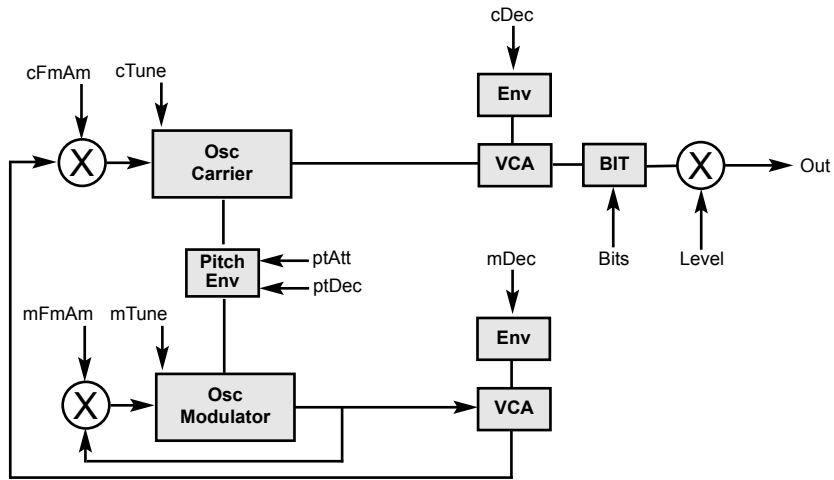 cDec
cFmAm
cTune
Env
X
Osc
Carrier
VCA
BIT
X
Out
Pitch
Env
ptAtt
ptDec
Bits
Level
mDec
mFmAm
mTune
Env
X
Osc
Modulator
VCA